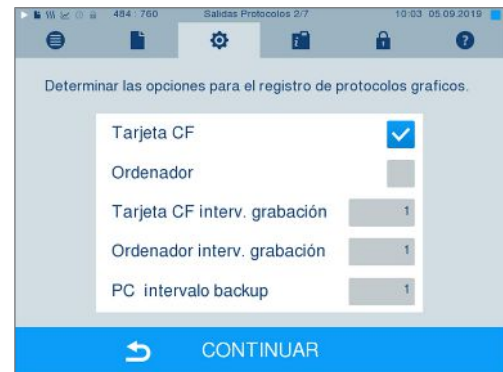 484 : 760 Salidas Protocolos 2/7 10:03 05.09.2019
Determinar las opciones para el registro de protocolos graficos.
Tarjeta CF
Ordenador
Tarjeta CF interv. grabación 1
Ordenador interv. grabación 1
PC intervalo backup 1
CONTINUAR